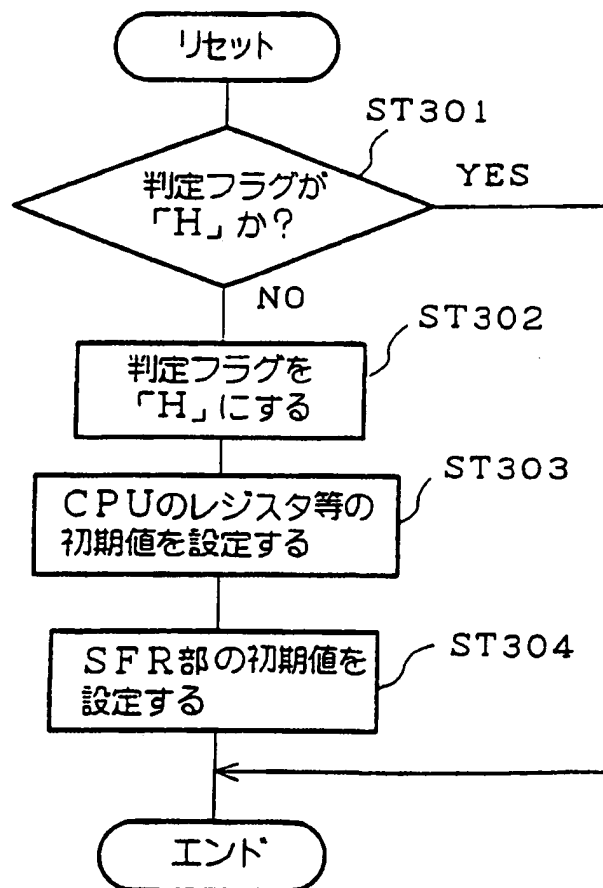 リセット
ST301
判定フラグが
「H」か?
YES
NO
ST302
判定フラグを
「H」にする
ST303
CPUのレジスタ等の
初期値を設定する
ST304
SFR部の初期値を
設定する
エンド